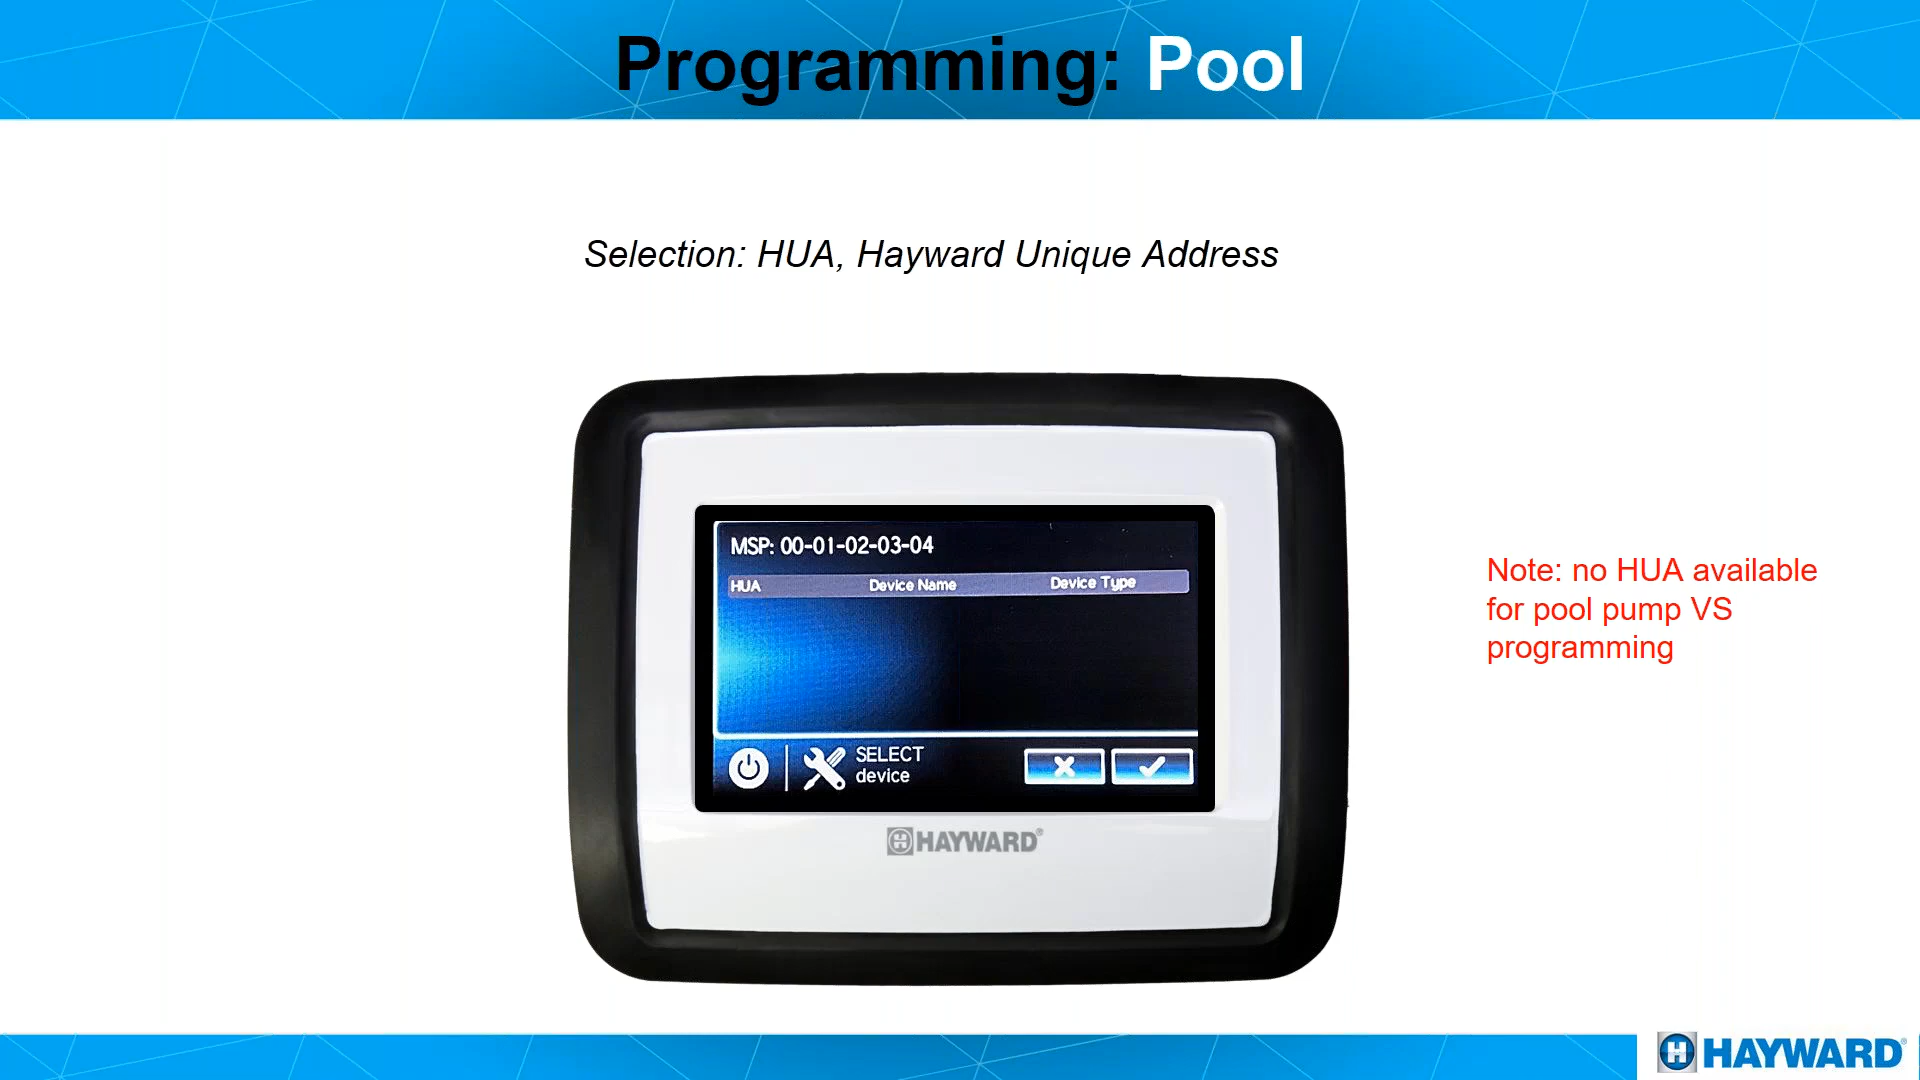 Programming: Pool
Selection: HUA, Hayward Unique Address
MSP: 00-01-02-03-04
HUA Device Name Device Type
SELECT
device
HAYWARD®
Note: no HUA available
for pool pump VS
programming
HAYWARD®